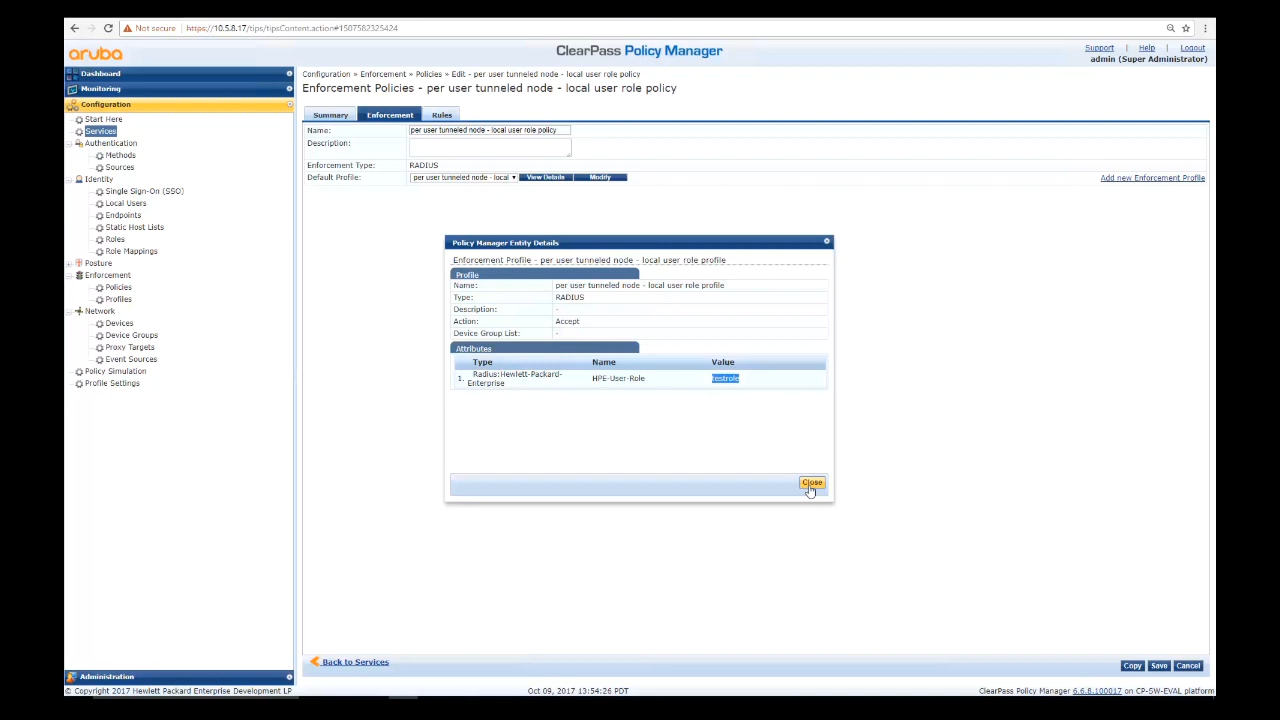 Not secure | https://10.5.8.17/tips/tipsContent.action#1507582325424
aruba
ClearPass Policy Manager
Support | Help | Logout
admin (Super Administrator)
Dashboard
Monitoring
Configuration
Start Here
Services
Authentication
Methods
Sources
Identity
Single Sign-On (SSO)
Local Users
Endpoints
Static Host Lists
Roles
Role Mappings
Posture
Enforcement
Policies
Profiles
Network
Devices
Device Groups
Proxy Targets
Event Sources
Policy Simulation
Profile Settings
Administration
Configuration » Enforcement » Policies » Edit - per user tunneled node - local user role policy
Enforcement Policies - per user tunneled node - local user role policy
Summary Enforcement Rules
Name: per user tunneled node - local user role policy
Description:
Enforcement Type: RADIUS
Default Profile: per user tunneled node - local View Details Modify Add new Enforcement Profile
Policy Manager Entity Details
Enforcement Profile - per user tunneled node - local user role profile
Profile
Name: per user tunneled node - local user role profile
Type: RADIUS
Description: -
Action: Accept
Device Group List: -
Attributes
Type Name Value
1. Radius:Hewlett-Packard-Enterprise HPE-User-Role testrole
Close
Back to Services
Copy Save Cancel
© Copyright 2017 Hewlett Packard Enterprise Development LP
Oct 09, 2017 13:54:26 PDT
ClearPass Policy Manager 6.6.8.100017 on CP-SW-EVAL platform